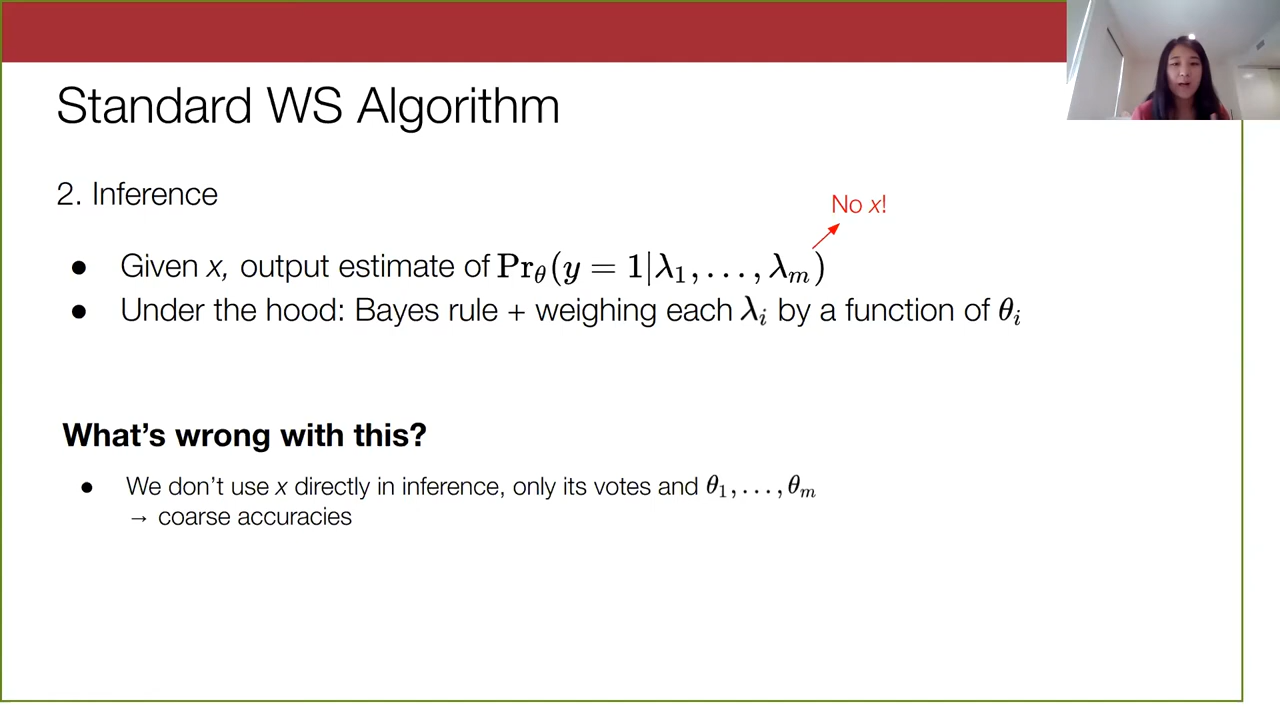 Standard WS Algorithm
2. Inference
No x!
● Given x, output estimate of Pr_θ(y = 1|λ₁, . . . , λₘ)
● Under the hood: Bayes rule + weighing each λᵢ by a function of θᵢ
What's wrong with this?
● We don't use x directly in inference, only its votes and θ₁, . . . , θₘ
→ coarse accuracies